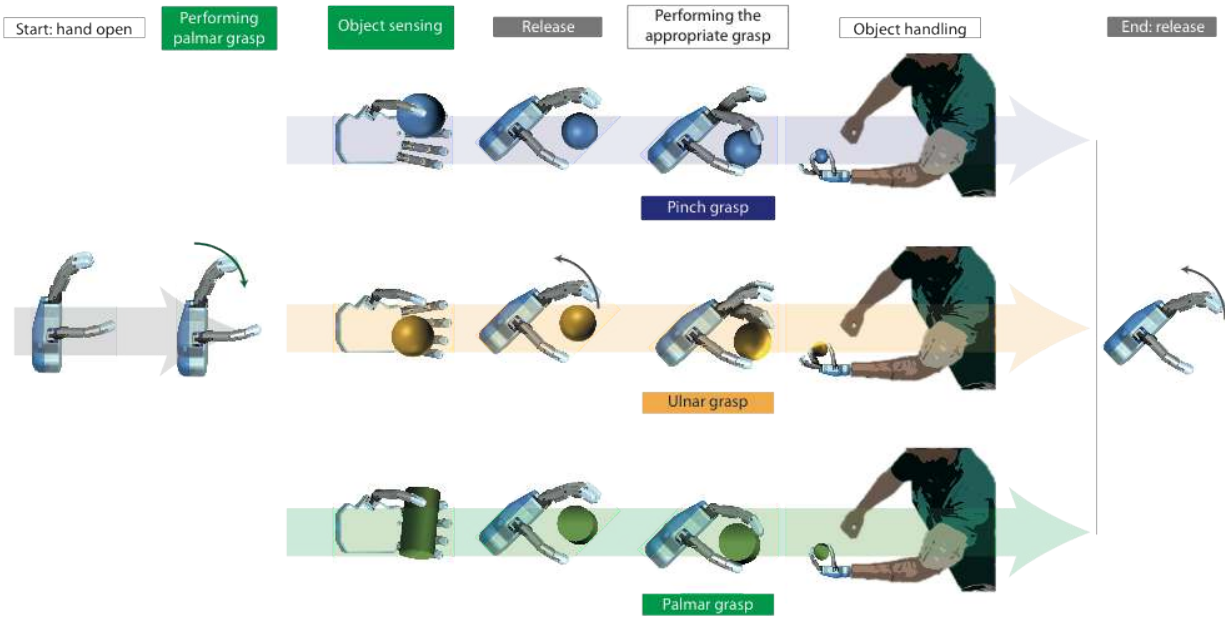 Start: hand open
Performing
palmar grasp
Object sensing
Release
Performing the
appropriate grasp
Object handling
End: release
Pinch grasp
Ulnar grasp
Palmar grasp